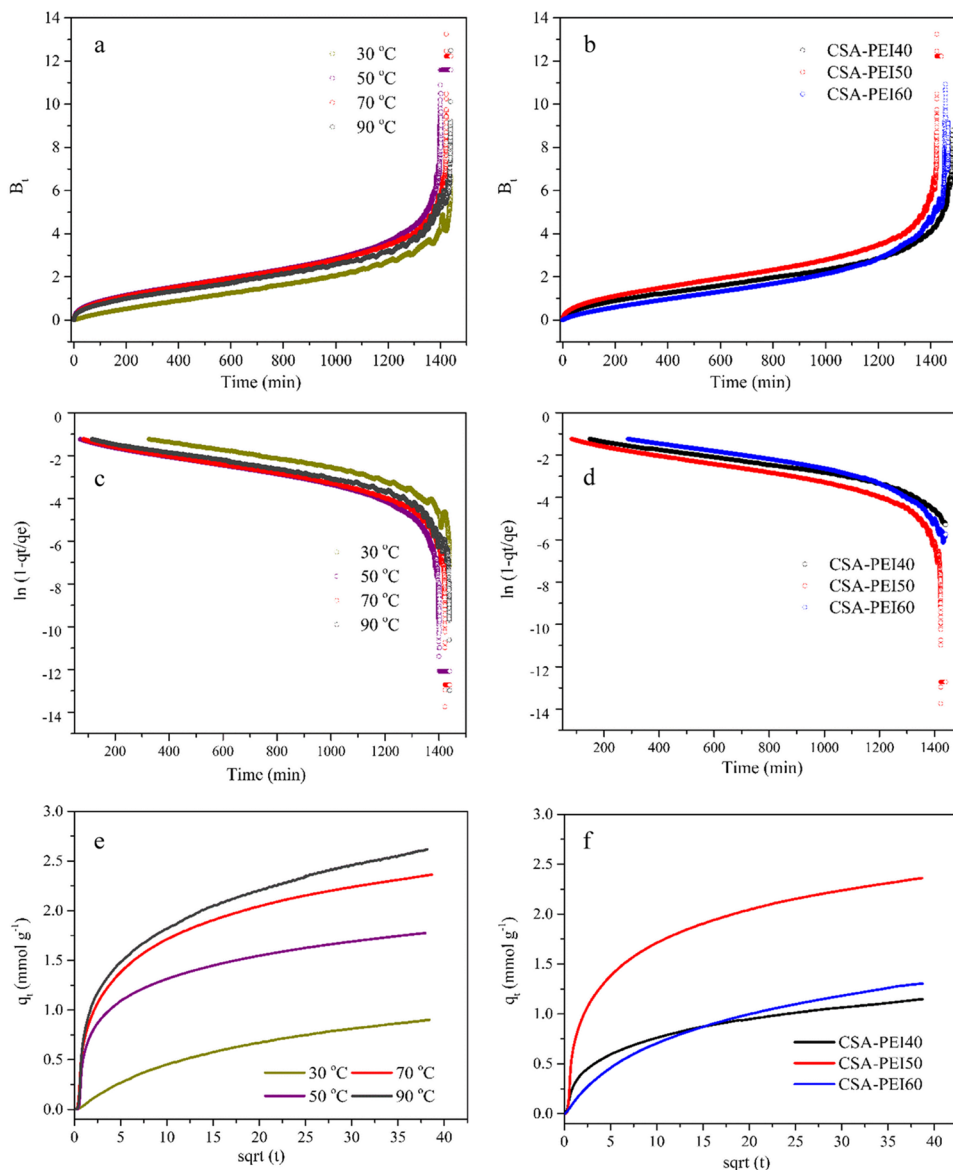 a
30 °C
50 °C
70 °C
90 °C
14
12
10
8
6
4
2
0
B_t
0 200 400 600 800 1000 1200 1400
Time (min)
b
CSA-PEI40
CSA-PEI50
CSA-PEI60
14
12
10
8
6
4
2
0
B_t
0 200 400 600 800 1000 1200 1400
Time (min)
c
30 °C
50 °C
70 °C
90 °C
0
-2
-4
-6
-8
-10
-12
-14
ln (1-qt/qe)
200 400 600 800 1000 1200 1400
Time (min)
d
CSA-PEI40
CSA-PEI50
CSA-PEI60
0
-2
-4
-6
-8
-10
-12
-14
ln (1-qt/qe)
200 400 600 800 1000 1200 1400
Time (min)
e
30 °C 70 °C
50 °C 90 °C
3.0
2.5
2.0
1.5
1.0
0.5
0.0
q_t (mmol g⁻¹)
0 5 10 15 20 25 30 35 40
sqrt (t)
f
CSA-PEI40
CSA-PEI50
CSA-PEI60
3.0
2.5
2.0
1.5
1.0
0.5
0.0
q_t (mmol g⁻¹)
0 5 10 15 20 25 30 35 40
sqrt (t)